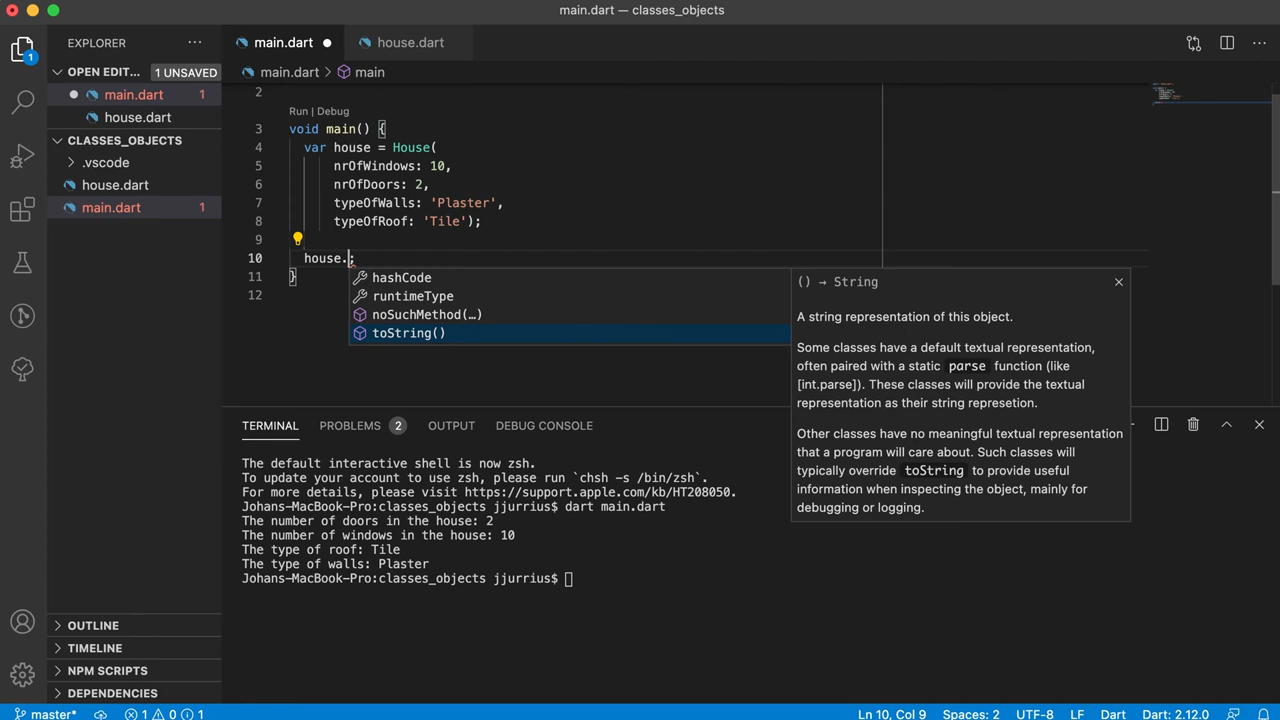 main.dart — classes_objects
EXPLORER
main.dart
house.dart
OPEN EDIT...
1 UNSAVED
main.dart 1
house.dart
CLASSES_OBJECTS
.vscode
house.dart
main.dart 1
OUTLINE
TIMELINE
NPM SCRIPTS
DEPENDENCIES
1
main.dart > main
2
Run | Debug
3 void main() {
4 var house = House(
5 nrOfWindows: 10,
6 nrOfDoors: 2,
7 typeOfWalls: 'Plaster',
8 typeOfRoof: 'Tile');
9
10 house.;
11 }
12
hashCode
runtimeType
noSuchMethod(…)
toString()
() → String
A string representation of this object.
Some classes have a default textual representation,
often paired with a static parse function (like
[int.parse]). These classes will provide the textual
representation as their string represetion.
Other classes have no meaningful textual representation
that a program will care about. Such classes will
typically override toString to provide useful
information when inspecting the object, mainly for
debugging or logging.
TERMINAL PROBLEMS 2 OUTPUT DEBUG CONSOLE
The default interactive shell is now zsh.
To update your account to use zsh, please run `chsh -s /bin/zsh`.
For more details, please visit https://support.apple.com/kb/HT208050.
Johans-MacBook-Pro:classes_objects jjurrius$ dart main.dart
The number of doors in the house: 2
The number of windows in the house: 10
The type of roof: Tile
The type of walls: Plaster
Johans-MacBook-Pro:classes_objects jjurrius$
master* 1 0 1 Ln 10, Col 9 Spaces: 2 UTF-8 LF Dart Dart: 2.12.0